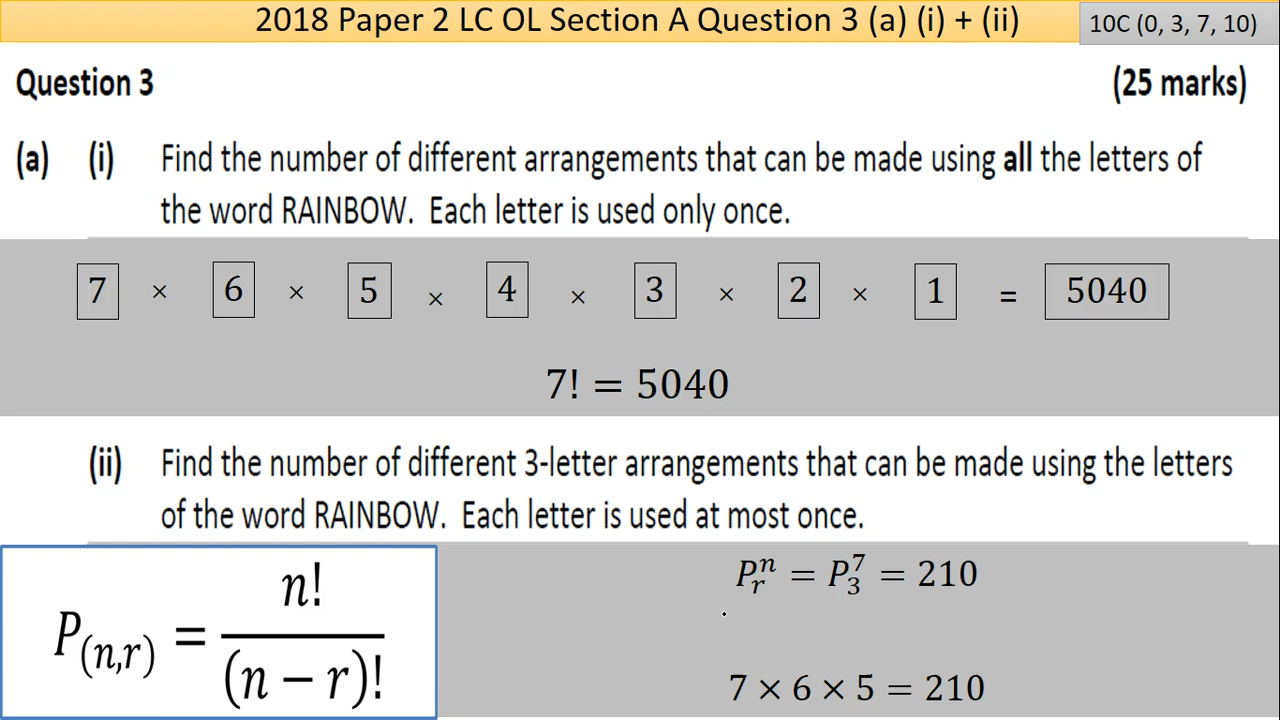 2018 Paper 2 LC OL Section A Question 3 (a) (i) + (ii)
10C (0, 3, 7, 10)
Question 3 (25 marks)
(a) (i) Find the number of different arrangements that can be made using all the letters of
the word RAINBOW. Each letter is used only once.
7 × 6 × 5 × 4 × 3 × 2 × 1 = 5040
7! = 5040
(ii) Find the number of different 3-letter arrangements that can be made using the letters
of the word RAINBOW. Each letter is used at most once.
P_(n,r) = n! / (n − r)!
P^n_r = P^7_3 = 210
7 × 6 × 5 = 210